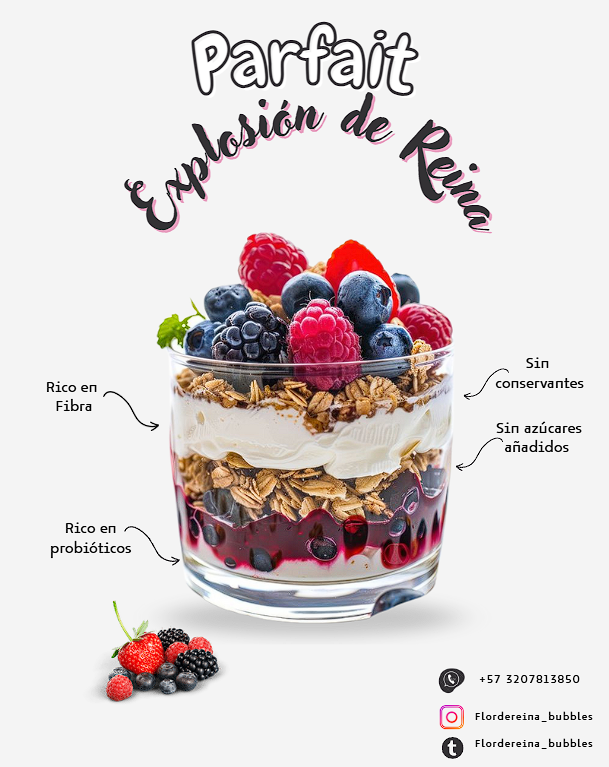 Parfait
Explosión de Reina
Rico en
Fibra
Sin
conservantes
Sin azúcares
añadidos
Rico en
probióticos
+57 3207813850
Flordereina_bubbles
t
Flordereina_bubbles